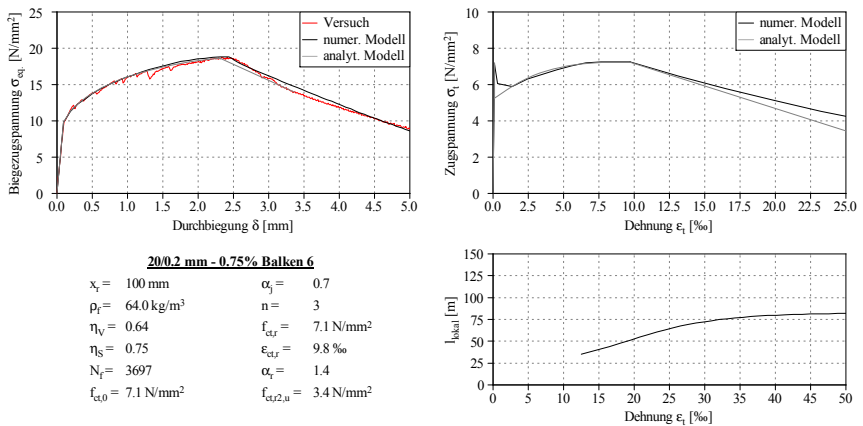 Biegezugspannung σeq. [N/mm²]
25
20
15
10
5
0
Versuch
numer. Modell
analyt. Modell
0.0 0.5 1.0 1.5 2.0 2.5 3.0 3.5 4.0 4.5 5.0
Durchbiegung δ [mm]
Zugspannung σt [N/mm²]
10
8
6
4
2
0
numer. Modell
analyt. Modell
0.0 2.5 5.0 7.5 10.0 12.5 15.0 17.5 20.0 22.5 25.0
Dehnung εt [‰]
20/0.2 mm - 0.75% Balken 6
xr = 100 mm αj = 0.7
ρf = 64.0 kg/m³ n = 3
ηV = 0.64 fct,r = 7.1 N/mm²
ηS = 0.75 εct,r = 9.8 ‰
Nf = 3697 αr = 1.4
fct,0 = 7.1 N/mm² fct,r2,u = 3.4 N/mm²
llokal [m]
150
125
100
75
50
25
0
0 5 10 15 20 25 30 35 40 45 50
Dehnung εt [‰]